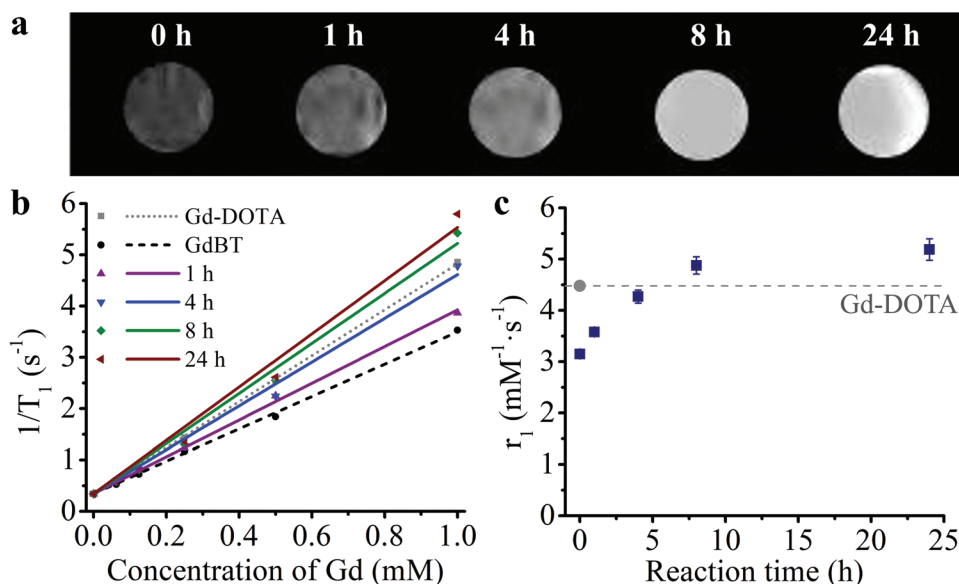 a
0 h 1 h 4 h 8 h 24 h
b
6
5
4
3
2
1
0
1/T₁ (s⁻¹)
Gd-DOTA
GdBT
1 h
4 h
8 h
24 h
0.0 0.2 0.4 0.6 0.8 1.0
Concentration of Gd (mM)
c
6
5
4
3
2
1
0
r₁ (mM⁻¹·s⁻¹)
Gd-DOTA
0 5 10 15 20 25
Reaction time (h)